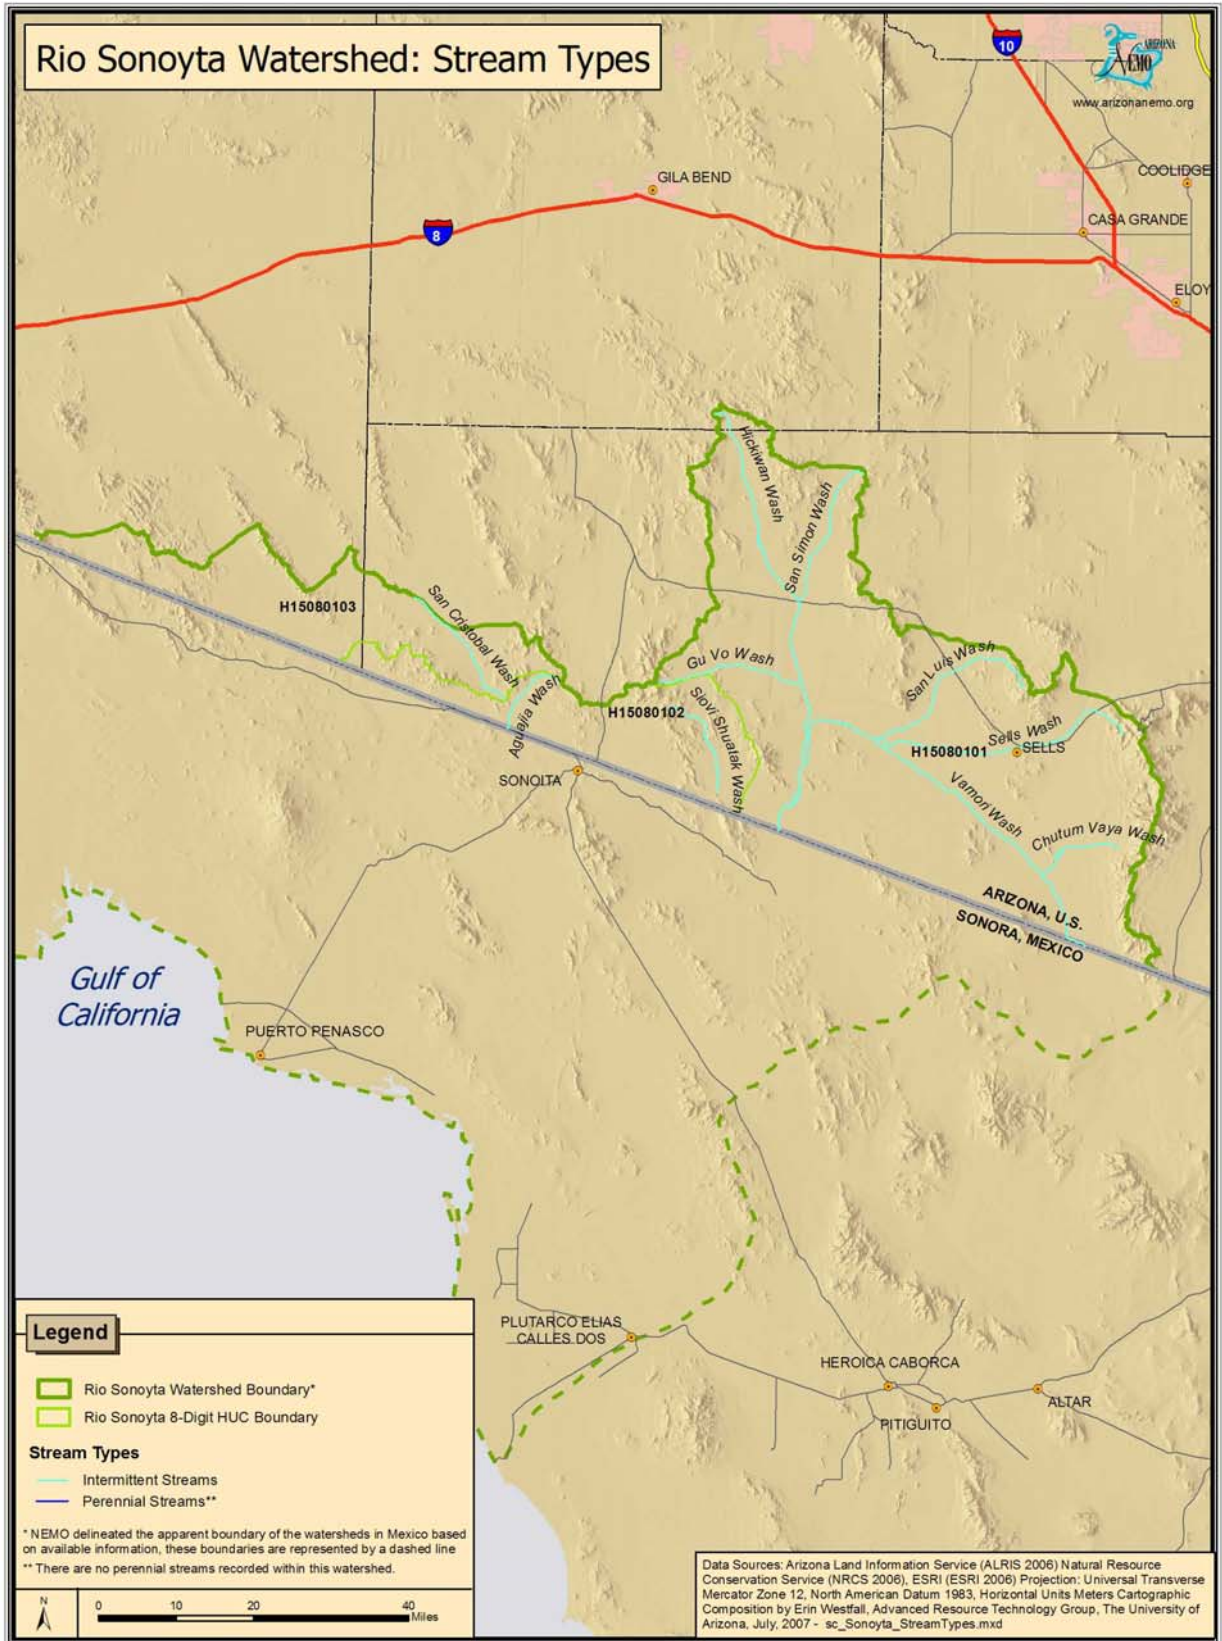 Rio Sonoyta Watershed: Stream Types
10
ARIZONA
NEMO
www.arizonanemo.org
GILA BEND
COOLIDGE
8
CASA GRANDE
ELOY
Hickiwan Wash
San Simon Wash
H15080103
San Cristobal Wash
Gu Vo Wash
San Luis Wash
Aguajia Wash
H15080102
Slovi Shuatak Wash
Sells Wash
H15080101
SELLS
SONOITA
Vamori Wash
Chutum Vaya Wash
ARIZONA, U.S.
SONORA, MEXICO
Gulf of
California
PUERTO PENASCO
PLUTARCO ELIAS
CALLES DOS
HEROICA CABORCA
ALTAR
PITIGUITO
Legend
Rio Sonoyta Watershed Boundary*
Rio Sonoyta 8-Digit HUC Boundary
Stream Types
Intermittent Streams
Perennial Streams**
* NEMO delineated the apparent boundary of the watersheds in Mexico based
on available information, these boundaries are represented by a dashed line
** There are no perennial streams recorded within this watershed.
N
0 10 20 40
Miles
Data Sources: Arizona Land Information Service (ALRIS 2006) Natural Resource
Conservation Service (NRCS 2006), ESRI (ESRI 2006) Projection: Universal Transverse
Mercator Zone 12, North American Datum 1983, Horizontal Units Meters Cartographic
Composition by Erin Westfall, Advanced Resource Technology Group, The University of
Arizona, July, 2007 - sc_Sonoyta_StreamTypes.mxd